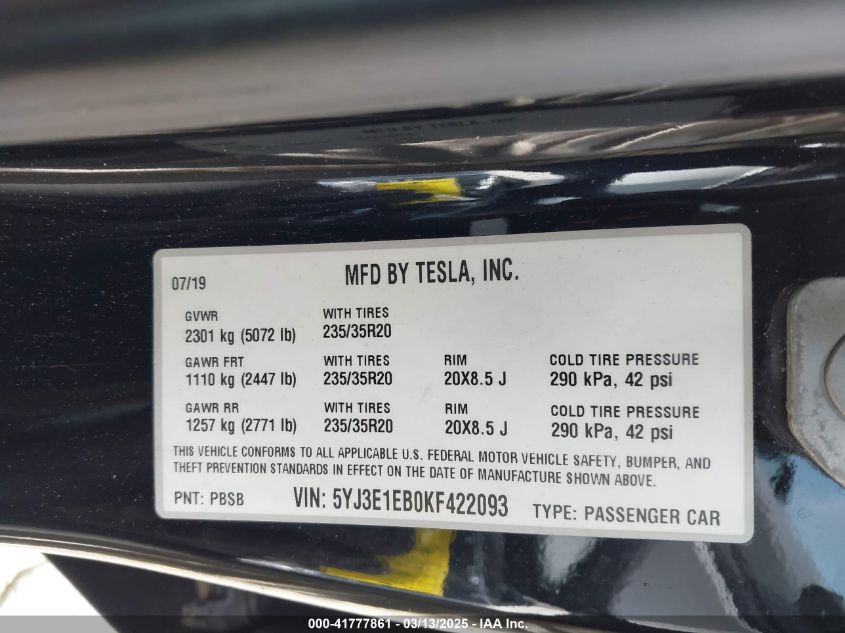 MFD BY TESLA, INC.
07/19 MFD BY TESLA, INC.
GVWR WITH TIRES
2301 kg (5072 lb) 235/35R20
GAWR FRT WITH TIRES RIM COLD TIRE PRESSURE
1110 kg (2447 lb) 235/35R20 20X8.5 J 290 kPa, 42 psi
GAWR RR WITH TIRES RIM COLD TIRE PRESSURE
1257 kg (2771 lb) 235/35R20 20X8.5 J 290 kPa, 42 psi
THIS VEHICLE CONFORMS TO ALL APPLICABLE U.S. FEDERAL MOTOR VEHICLE SAFETY, BUMPER, AND
THEFT PREVENTION STANDARDS IN EFFECT ON THE DATE OF MANUFACTURE SHOWN ABOVE.
PNT: PBSB VIN: 5YJ3E1EB0KF422093 TYPE: PASSENGER CAR
000-41777861 - 03/13/2025 - IAA Inc.